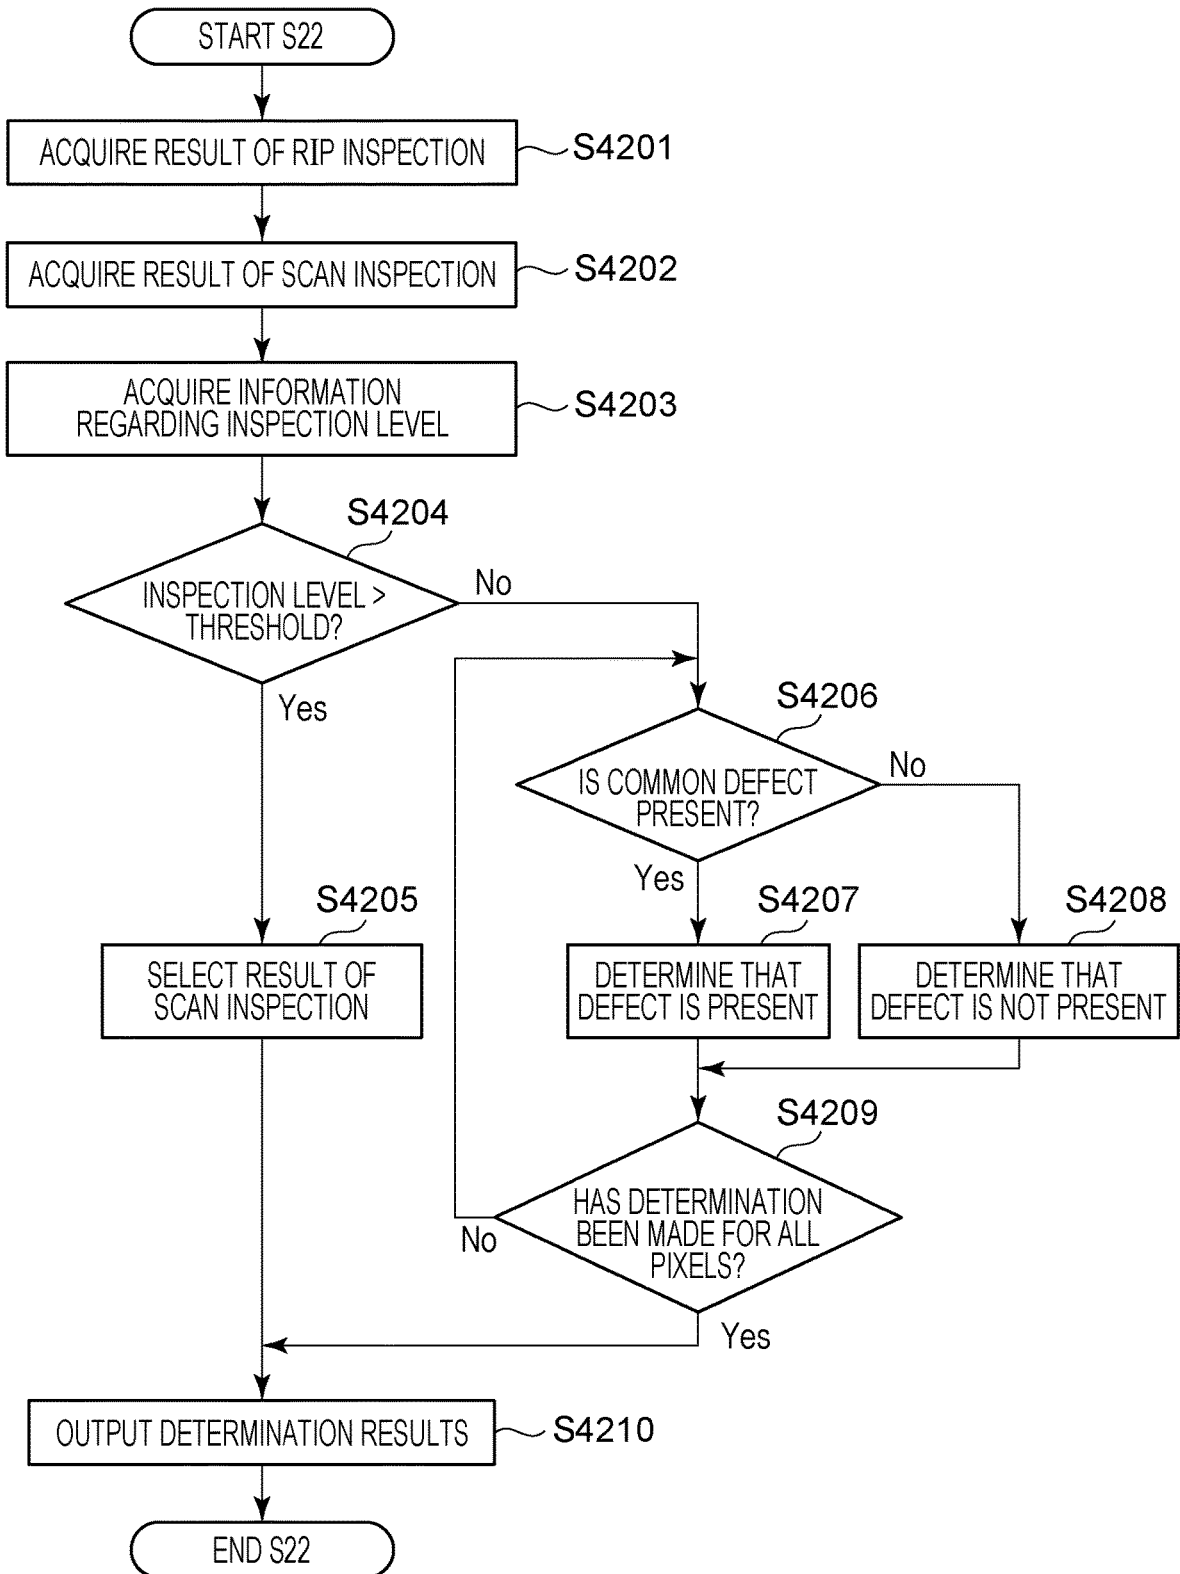 START S22
ACQUIRE RESULT OF RIP INSPECTION
S4201
ACQUIRE RESULT OF SCAN INSPECTION
S4202
ACQUIRE INFORMATION
REGARDING INSPECTION LEVEL
S4203
S4204
INSPECTION LEVEL >
THRESHOLD?
No
Yes
S4206
IS COMMON DEFECT
PRESENT?
No
Yes
S4205
SELECT RESULT OF
SCAN INSPECTION
S4207
DETERMINE THAT
DEFECT IS PRESENT
S4208
DETERMINE THAT
DEFECT IS NOT PRESENT
S4209
HAS DETERMINATION
BEEN MADE FOR ALL
PIXELS?
No
Yes
OUTPUT DETERMINATION RESULTS
S4210
END S22